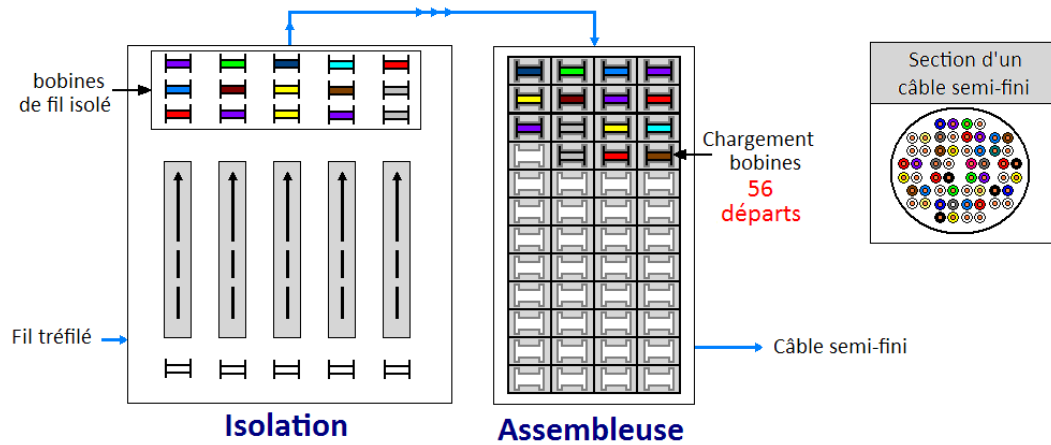 bobines
de fil isolé
Section d'un
câble semi-fini
Chargement
bobines
56
départs
Fil tréfilé
Câble semi-fini
Isolation
Assembleuse